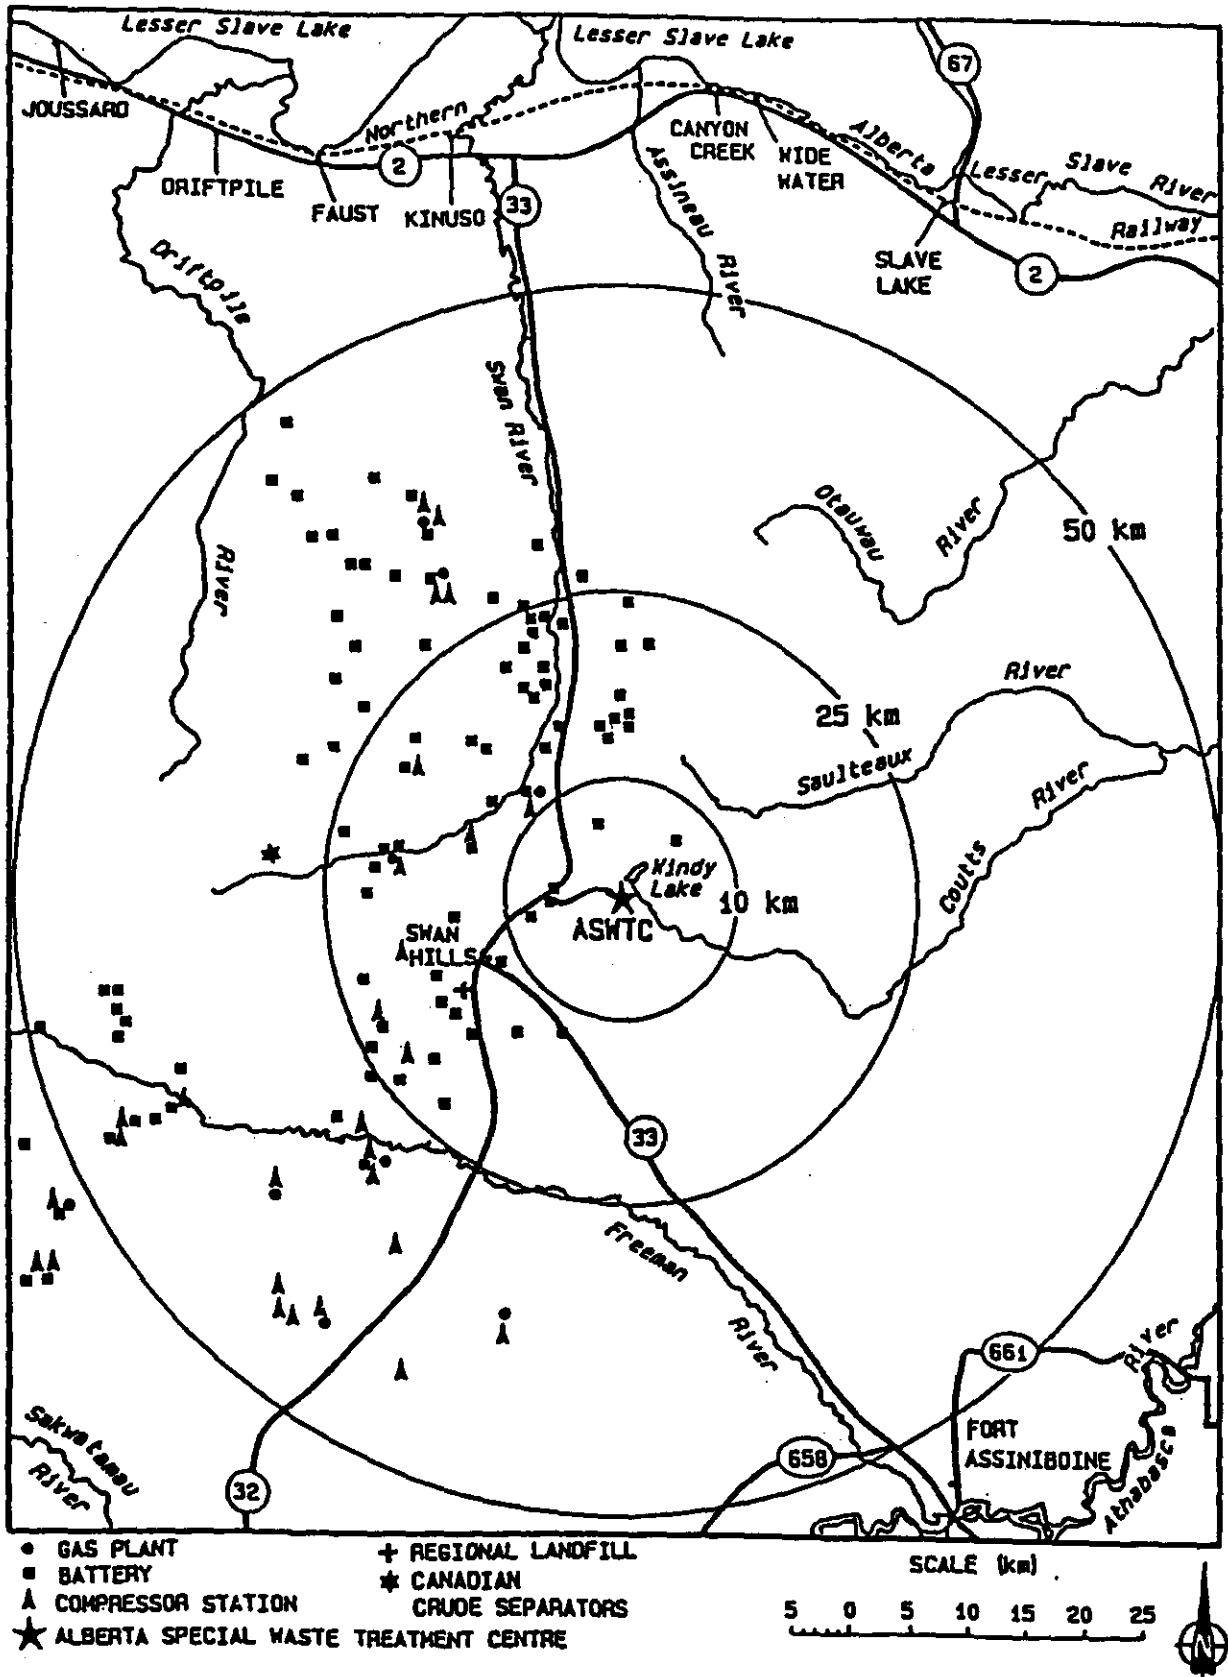 Lesser Slave Lake
Lesser Slave Lake
67
JOUSSARD
Northern
CANYON
CREEK
WIDE
WATER
Alberta
Lesser Slave River
Railway
DRIFTPILE
FAUST
2
KINUSO
33
Assineau River
SLAVE
LAKE
2
Driftpile
River
Swan River
Otauwau
River
50 km
25 km
River
Saulteaux
River
Coutts
Windy
Lake
10 km
ASWTC
SWAN
HILLS
33
Freeman
River
661
River
FORT
ASSINIBOINE
658
Athabasca
Sakwatamau
River
32
GAS PLANT
BATTERY
COMPRESSOR STATION
ALBERTA SPECIAL WASTE TREATMENT CENTRE
REGIONAL LANDFILL
CANADIAN
CRUDE SEPARATORS
SCALE (km)
5 0 5 10 15 20 25
N